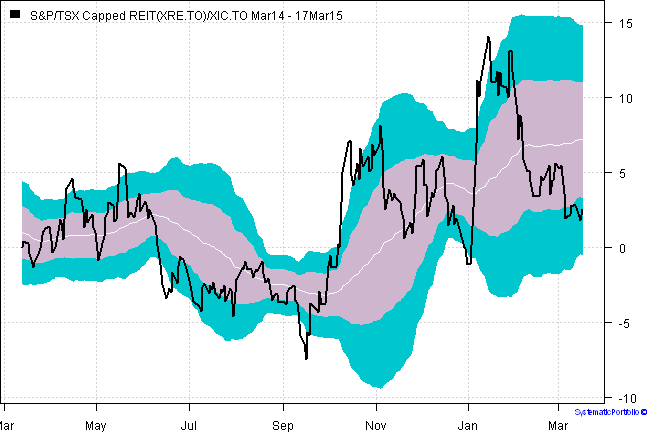 S&P/TSX Capped REIT(XRE.TO)/XIC.TO Mar14 - 17Mar15
15
10
5
0
-5
-10
Mar May Jul Sep Nov Jan Mar
SystematicPortfolio ©